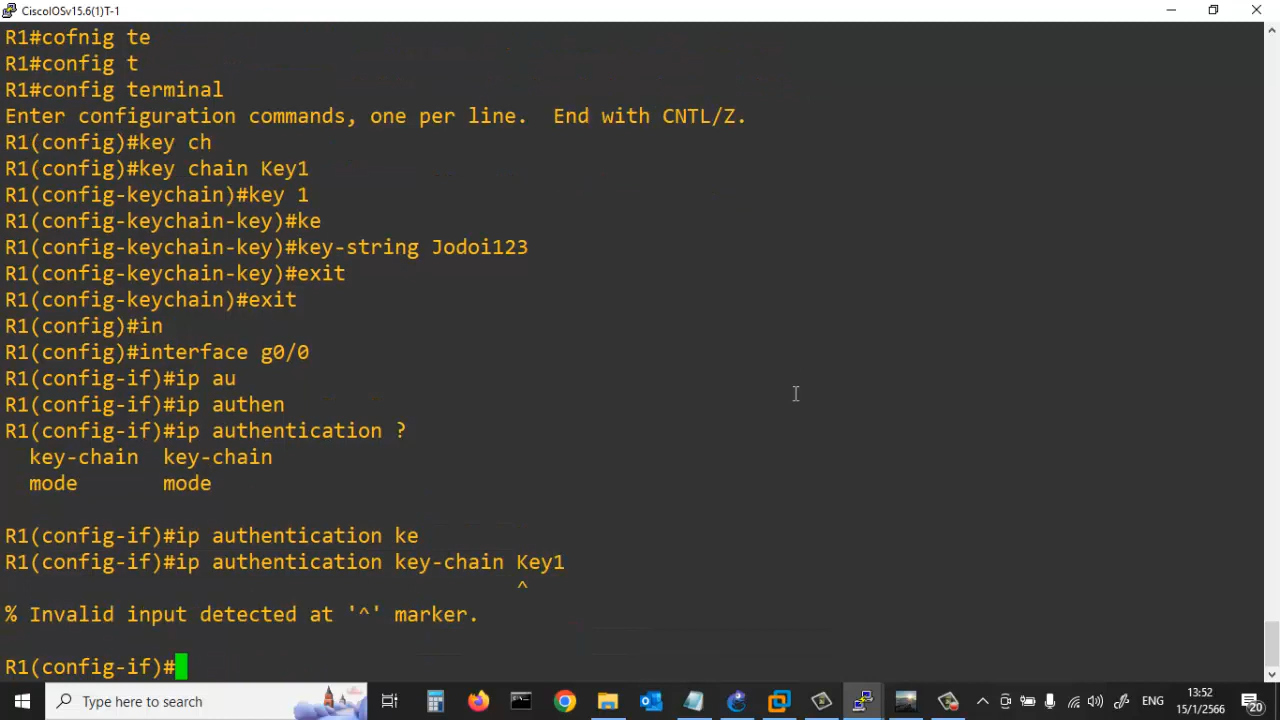 CiscoIOSv15.6(1)T-1
R1#cofnig te
R1#config t
R1#config terminal
Enter configuration commands, one per line.  End with CNTL/Z.
R1(config)#key ch
R1(config)#key chain Key1
R1(config-keychain)#key 1
R1(config-keychain-key)#ke
R1(config-keychain-key)#key-string Jodoi123
R1(config-keychain-key)#exit
R1(config-keychain)#exit
R1(config)#in
R1(config)#interface g0/0
R1(config-if)#ip au
R1(config-if)#ip authen
R1(config-if)#ip authentication ?
  key-chain  key-chain
  mode       mode
R1(config-if)#ip authentication ke
R1(config-if)#ip authentication key-chain Key1
^
% Invalid input detected at '^' marker.
R1(config-if)#
Type here to search
ENG
13:52
15/1/2566
20